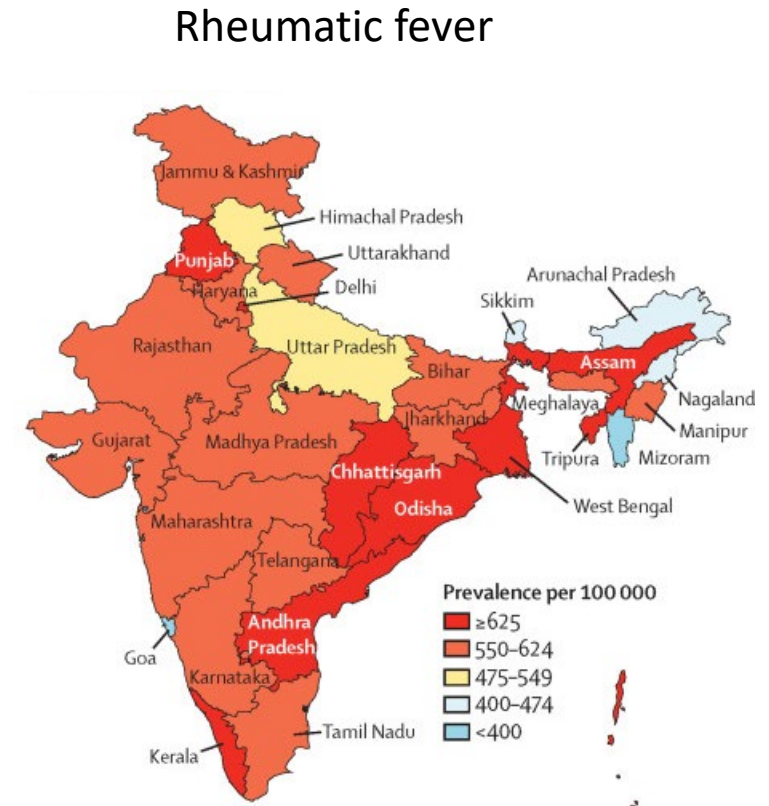 Rheumatic fever
Jammu & Kashmir
Himachal Pradesh
Punjab
Uttarakhand
Haryana
Delhi
Arunachal Pradesh
Sikkim
Rajasthan
Uttar Pradesh
Assam
Bihar
Meghalaya
Nagaland
Jharkhand
Manipur
Gujarat
Madhya Pradesh
Tripura
Mizoram
Chhattisgarh
West Bengal
Odisha
Maharashtra
Telangana
Prevalence per 100 000
≥625
550–624
475–549
400–474
<400
Andhra
Pradesh
Goa
Karnataka
Tamil Nadu
Kerala